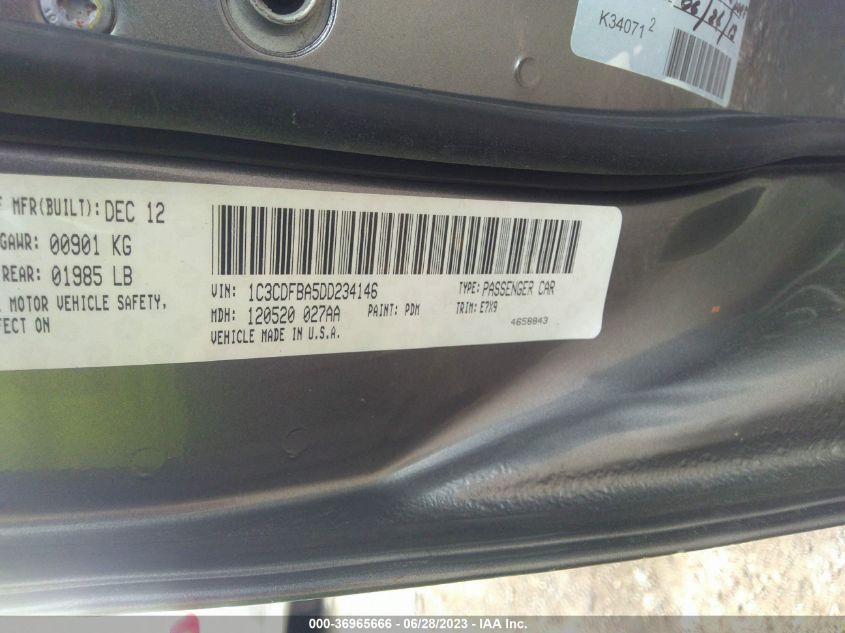 K34071 2
MFR(BUILT): DEC 12
GAWR: 00901 KG
REAR: 01985 LB
MOTOR VEHICLE SAFETY,
FECT ON
VIN: 1C3CDFBA5DD234146 TYPE: PASSENGER CAR
MDH: 120520 027AA PAINT: PDM TRIM: E7X9
VEHICLE MADE IN U.S.A. 4658843
000-36965666 - 06/28/2023 - IAA Inc.